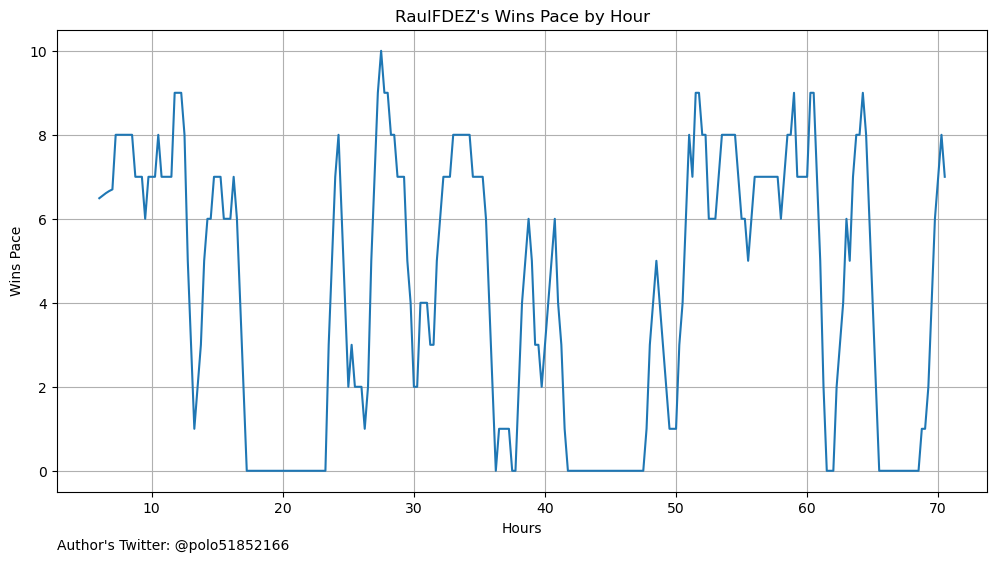 RaulFDEZ's Wins Pace by Hour
10
8
6
4
2
0
Wins Pace
10 20 30 40 50 60 70
Hours
Author's Twitter: @polo51852166